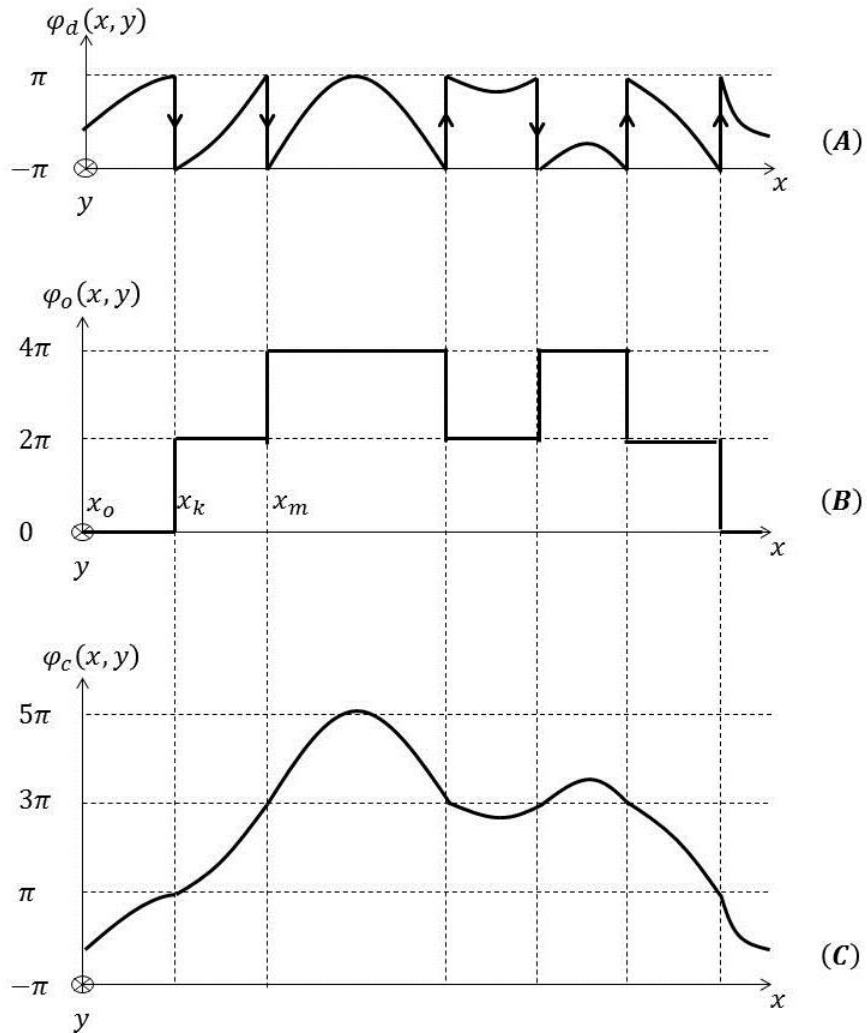 φ_d(x,y)
π
−π
x
y
(A)
φ_o(x,y)
4π
2π
x_o x_k x_m
(B)
0
x
y
φ_c(x,y)
5π
3π
π
(C)
−π
x
y